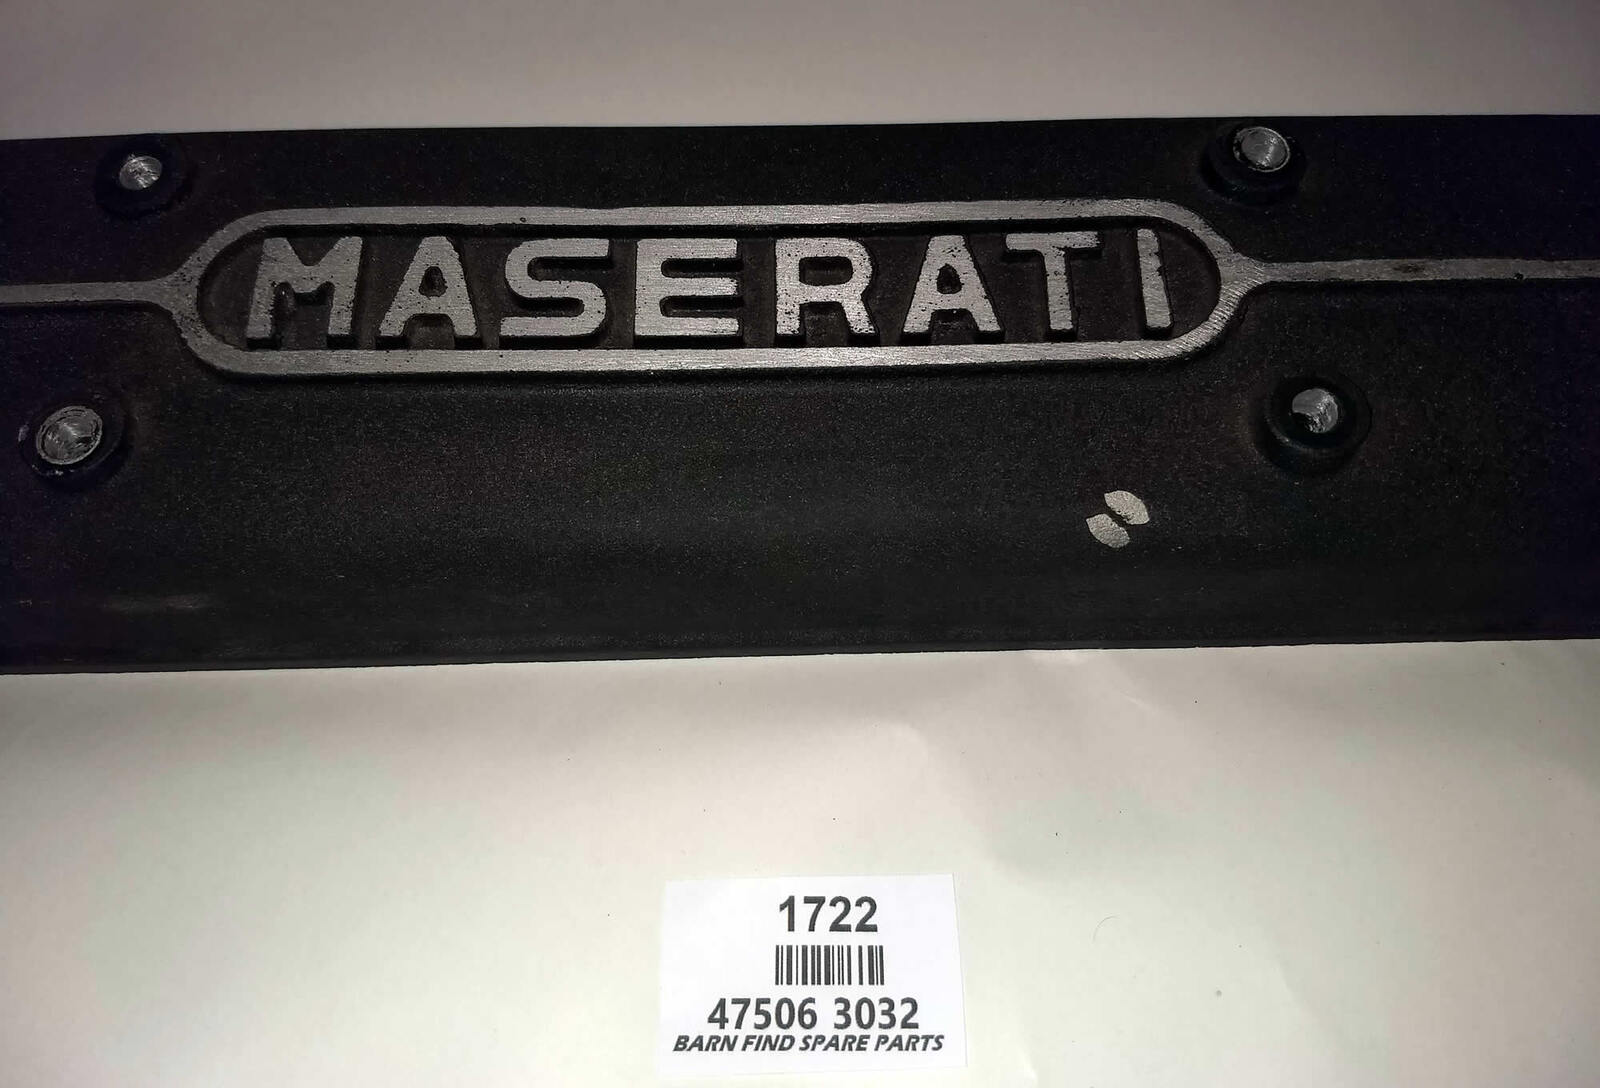 MASERATI
1722
47506 3032
BARN FIND SPARE PARTS